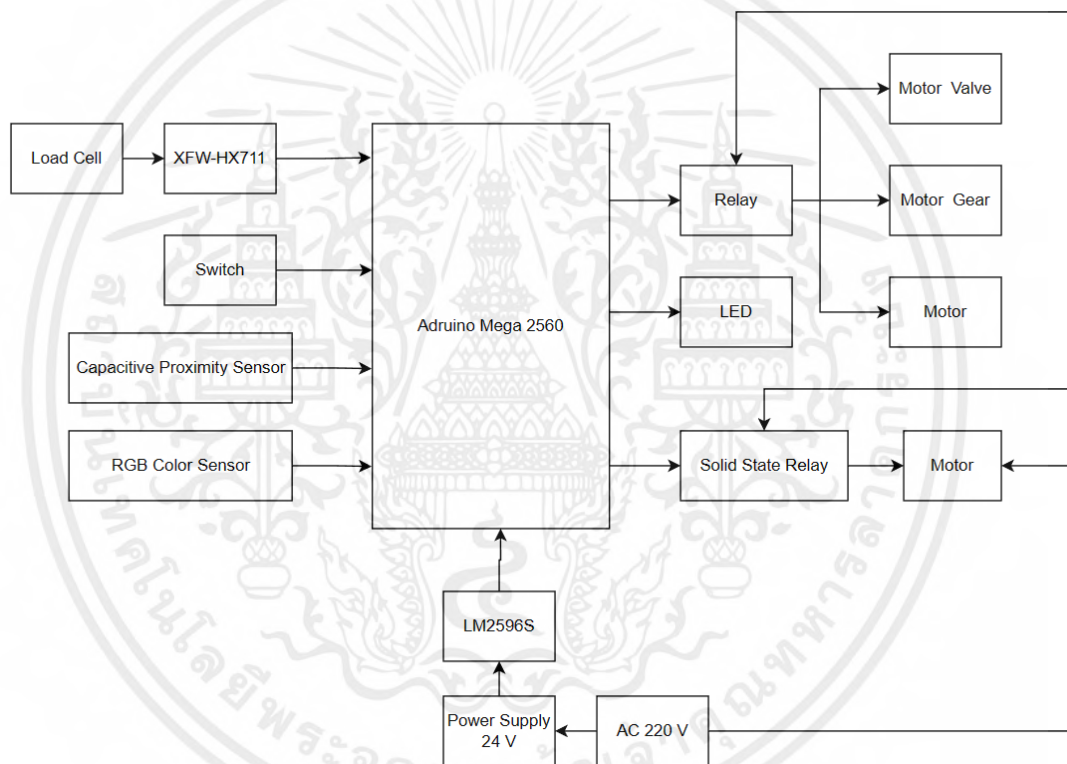 Motor Valve
Load Cell
XFW-HX711
Relay
Motor Gear
Switch
LED
Motor
Adruino Mega 2560
Capacitive Proximity Sensor
RGB Color Sensor
Solid State Relay
Motor
LM2596S
Power Supply
24 V
AC 220 V